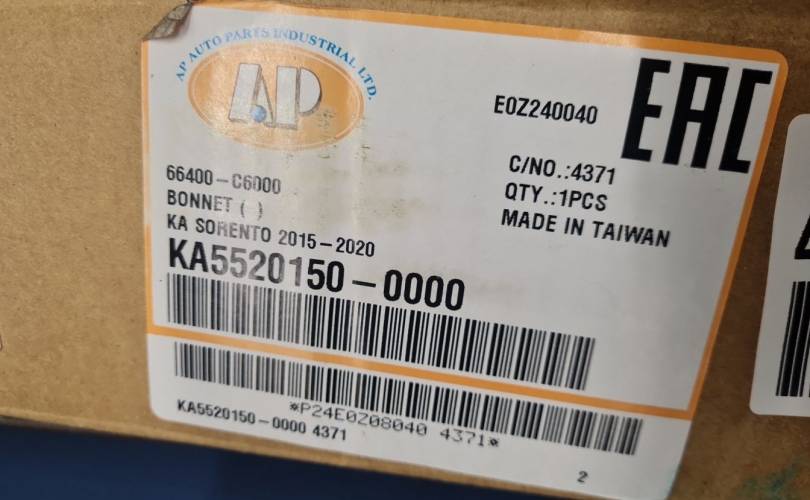 AP AUTO PARTS INDUSTRIAL LTD.
AP
E0Z240040
EAC
66400-C6000
C/NO.:4371
BONNET ( )
QTY.:1PCS
KA SORENTO 2015-2020
MADE IN TAIWAN
KA5520150-0000
*P24E0Z08040 4371*
KA5520150-0000 4371
2